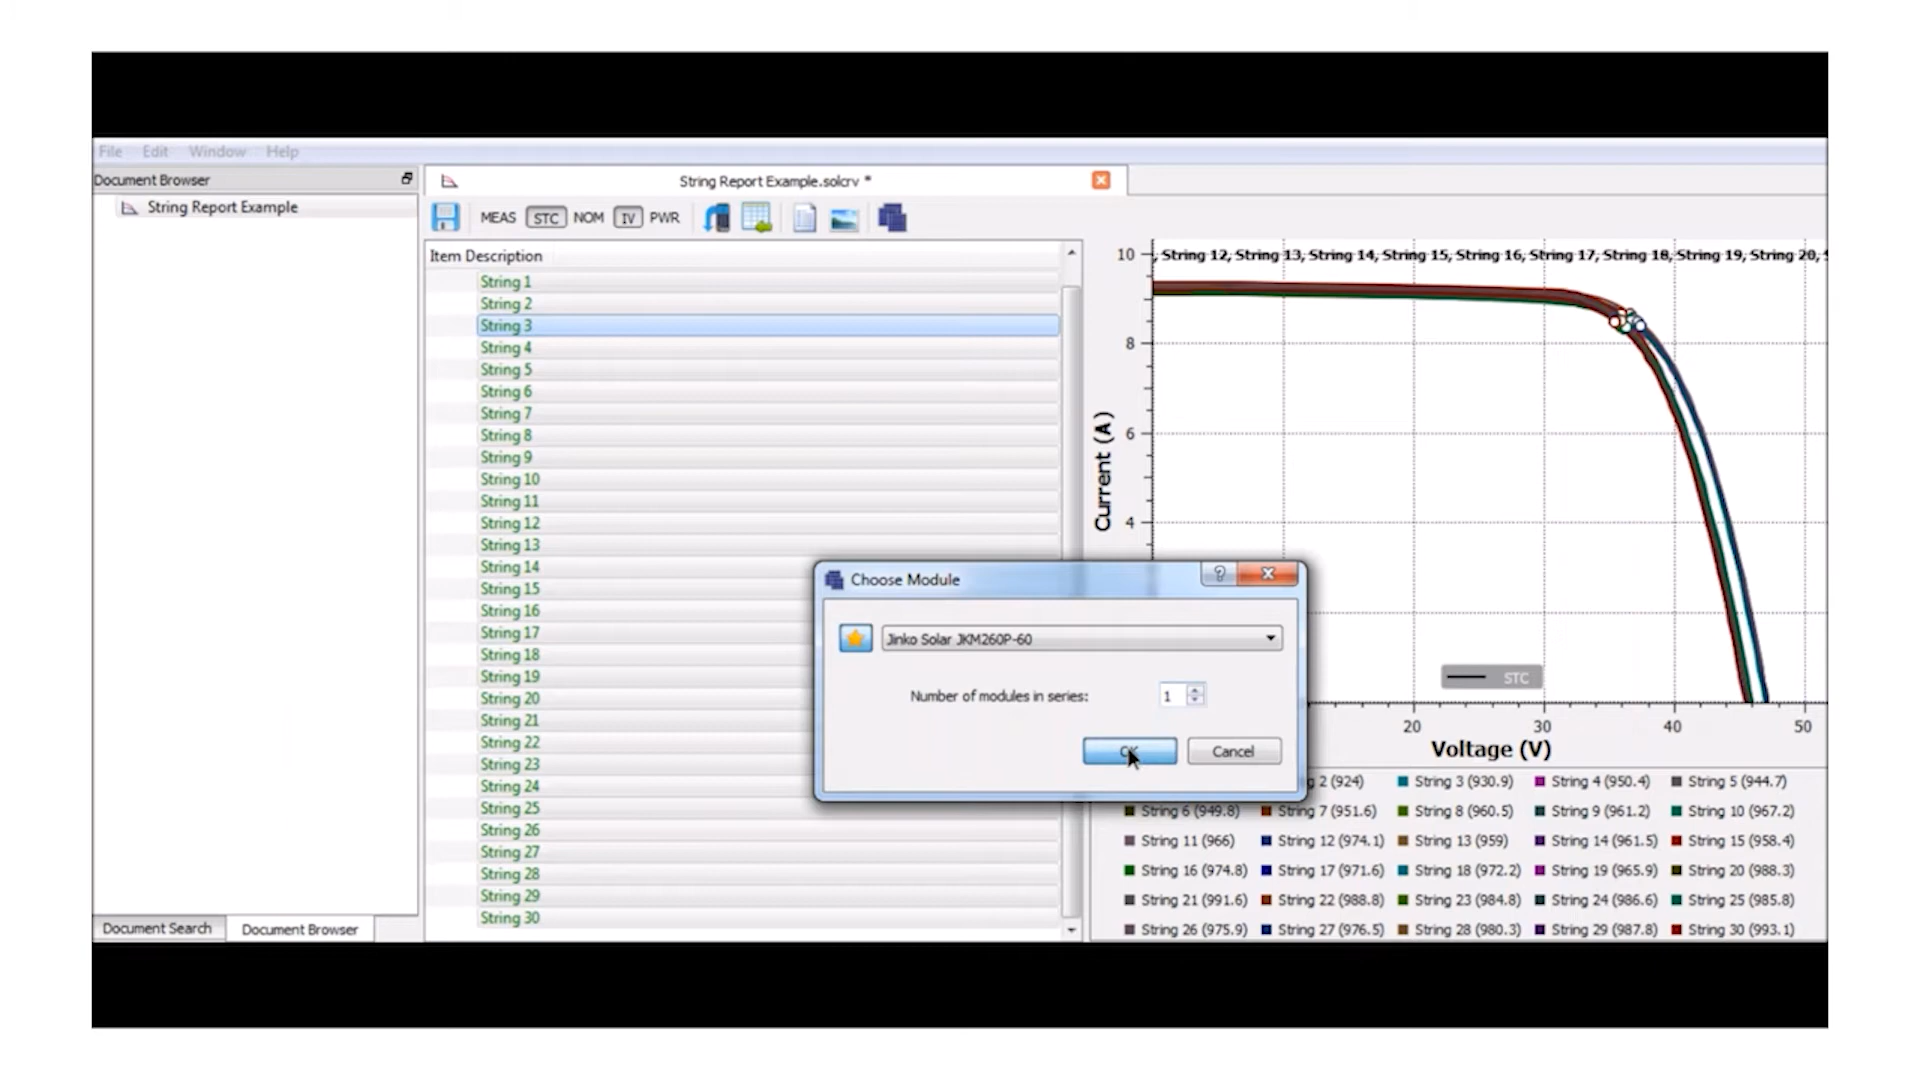 File Edit Window Help
Document Browser
String Report Example
String Report Example.solcrv *
MEAS STC NOM IV PWR
Item Description
String 1
String 2
String 3
String 4
String 5
String 6
String 7
String 8
String 9
String 10
String 11
String 12
String 13
String 14
String 15
String 16
String 17
String 18
String 19
String 20
String 21
String 22
String 23
String 24
String 25
String 26
String 27
String 28
String 29
String 30
Document Search Document Browser
, String 12, String 13, String 14, String 15, String 16, String 17, String 18, String 19, String 20,
10
8
6
4
Current (A)
STC
20 30 40 50
Voltage (V)
Choose Module
?
Jinko Solar JKM260P-60
Number of modules in series: 1
OK Cancel
2 (924) String 3 (930.9) String 4 (950.4) String 5 (944.7)
String 6 (949.8) String 7 (951.6) String 8 (960.5) String 9 (961.2) String 10 (967.2)
String 11 (966) String 12 (974.1) String 13 (959) String 14 (961.5) String 15 (958.4)
String 16 (974.8) String 17 (971.6) String 18 (972.2) String 19 (965.9) String 20 (988.3)
String 21 (991.6) String 22 (988.8) String 23 (984.8) String 24 (986.6) String 25 (985.8)
String 26 (975.9) String 27 (976.5) String 28 (980.3) String 29 (987.8) String 30 (993.1)